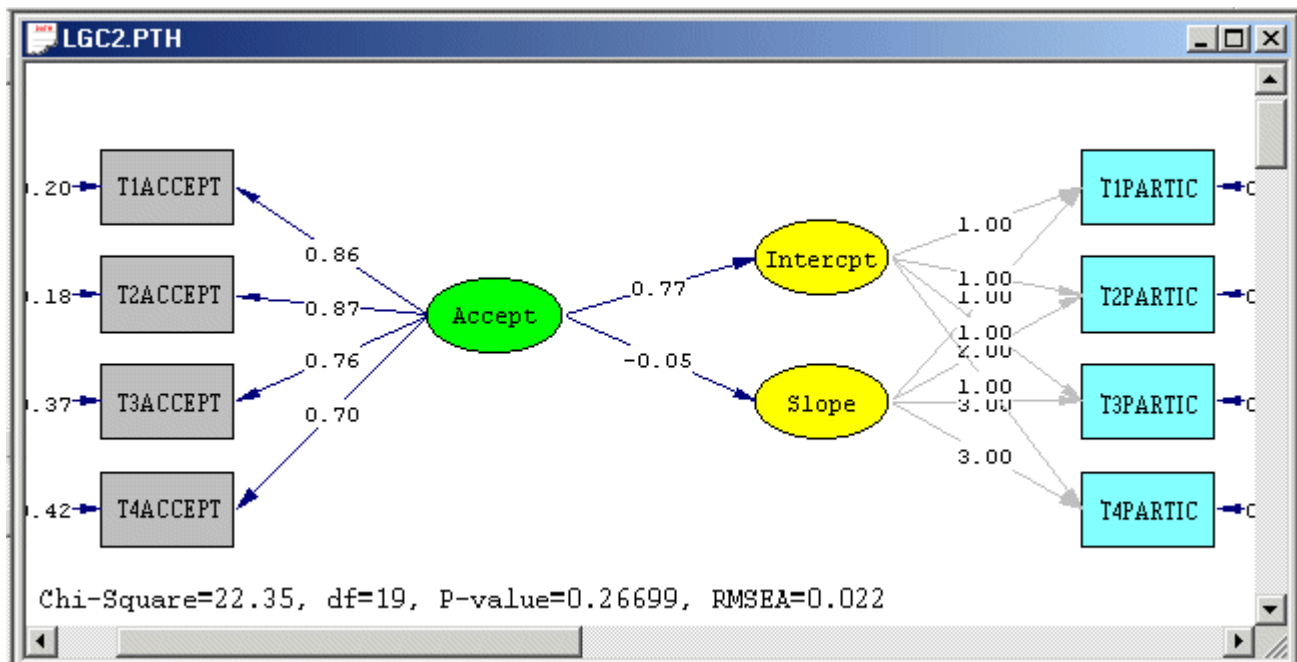 LGC2.PTH
.20 T1ACCEPT
.18 T2ACCEPT
.37 T3ACCEPT
.42 T4ACCEPT
0.86
0.87
0.76
0.70
Accept
0.77
-0.05
Intercpt
Slope
1.00
1.00
1.00
1.00
2.00
1.00
3.00
3.00
T1PARTIC
T2PARTIC
T3PARTIC
T4PARTIC
Chi-Square=22.35, df=19, P-value=0.26699, RMSEA=0.022